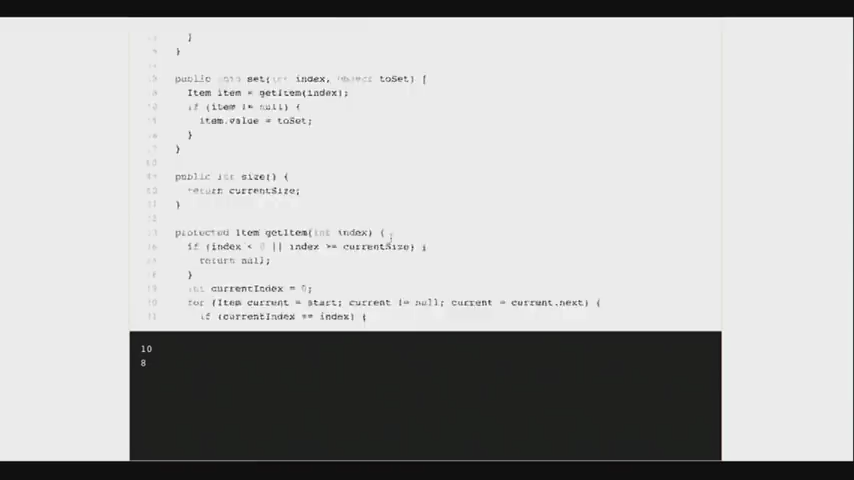 }
}
public void set(int index, Object toSet) {
Item item = getItem(index);
if (item != null) {
item.value = toSet;
}
}
public int size() {
return currentSize;
}
protected Item getItem(int index) {
if (index < 0 || index >= currentSize) {
return null;
}
int currentIndex = 0;
for (Item current = start; current != null; current = current.next) {
if (currentIndex == index) {
10
8